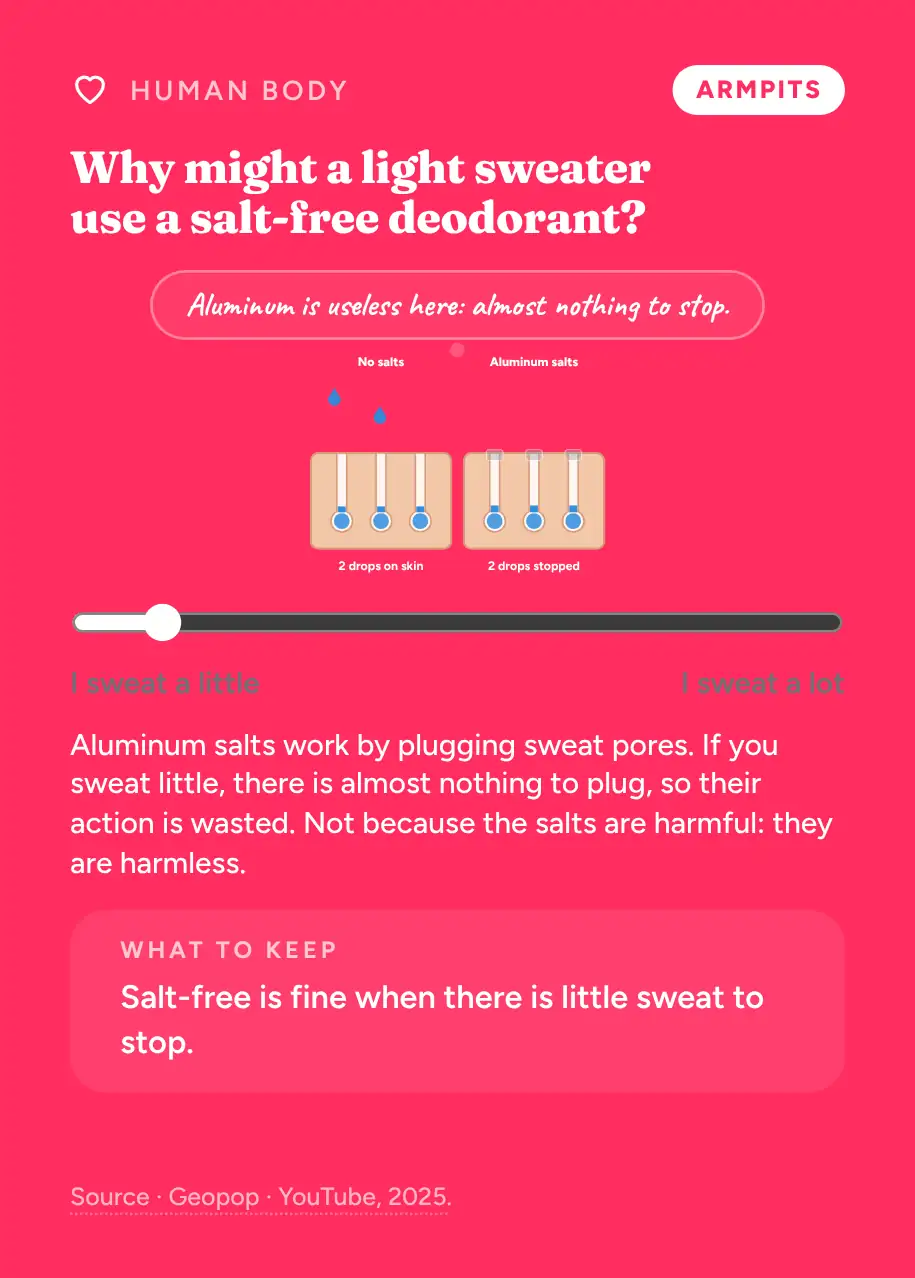 HUMAN BODY
ARMPITS
Why might a light sweater
use a salt-free deodorant?
Aluminum is useless here: almost nothing to stop.
No salts
Aluminum salts
2 drops on skin
2 drops stopped
I sweat a little
I sweat a lot
Aluminum salts work by plugging sweat pores. If you
sweat little, there is almost nothing to plug, so their
action is wasted. Not because the salts are harmful: they
are harmless.
WHAT TO KEEP
Salt-free is fine when there is little sweat to
stop.
Source · Geopop · YouTube, 2025.